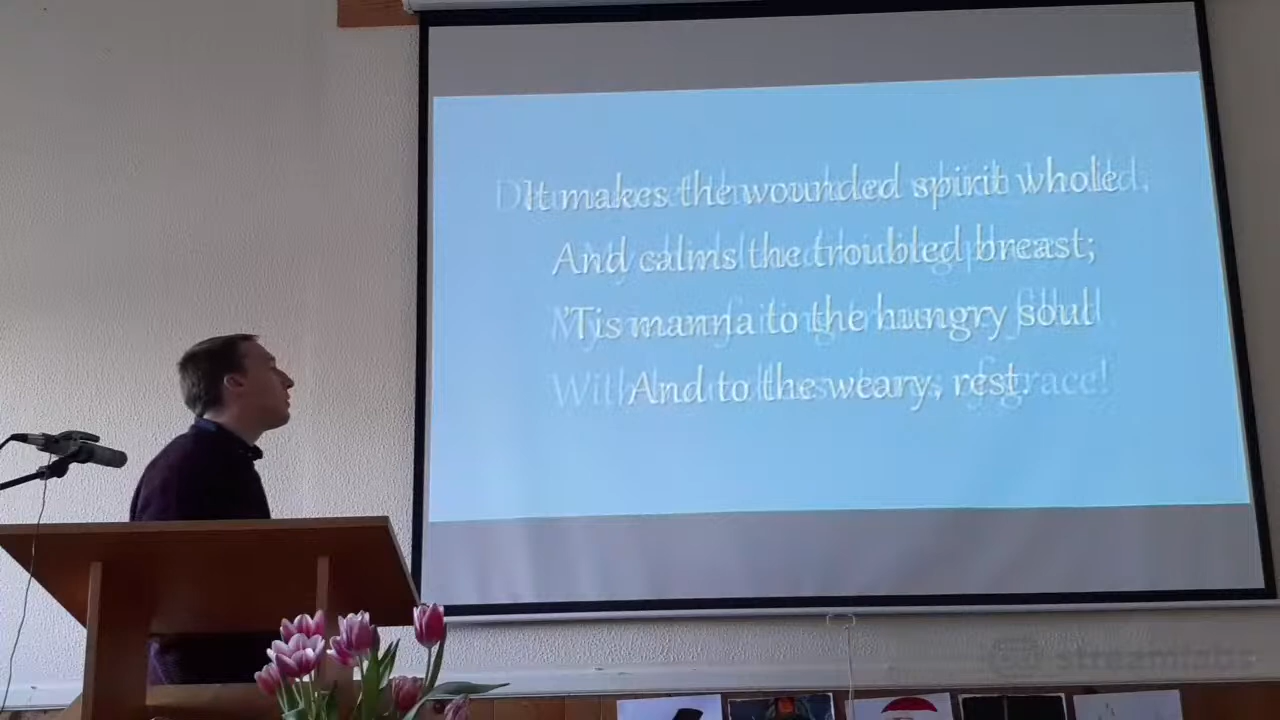 It makes the wounded spirit whole
And calms the troubled breast;
'Tis manna to the hungry soul
And to the weary, rest.
streamlabs